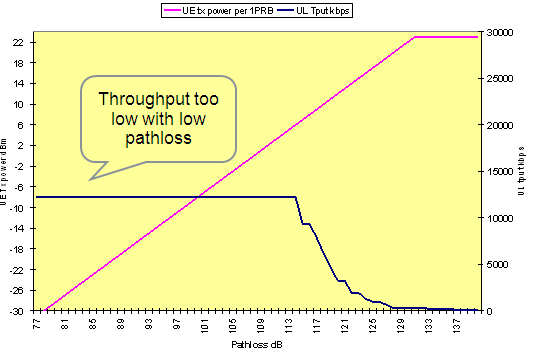 UE tx power per 1PRB UL Tput kbps
22
18
14
10
6
2
-2
-6
-10
-14
-18
-22
-26
-30
UE Tx power dBm
Throughput too
low with low
pathloss
30000
25000
20000
15000
10000
5000
0
UL tput kbps
77 81 85 89 93 97 101 105 109 113 117 121 125 129 133 137
Pathloss dB